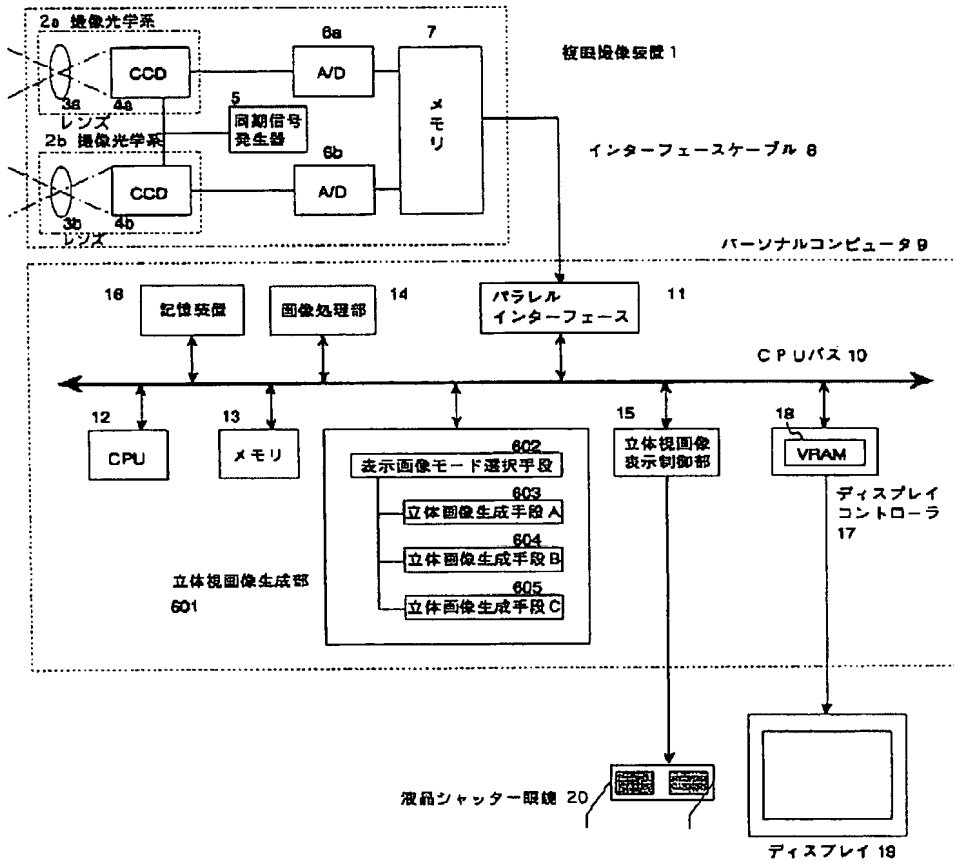 2a 撮像光学系
6a
7
複眼撮像装置 1
CCD
A/D
3a
4a
レンズ
5
同期信号
発生器
メモリ
2b 撮像光学系
6b
インターフェースケーブル 8
CCD
A/D
3b
4b
レンズ
パーソナルコンピュータ 9
16
記憶装置
14
画像処理部
パラレル
インターフェース
11
CPUバス 10
12
CPU
13
メモリ
602
表示画像モード選択手段
603
立体画像生成手段 A
604
立体画像生成手段 B
605
立体画像生成手段 C
立体視画像生成部
601
15
立体視画像
表示制御部
18
VRAM
ディスプレイ
コントローラ
17
液晶シャッター眼鏡 20
ディスプレイ 19